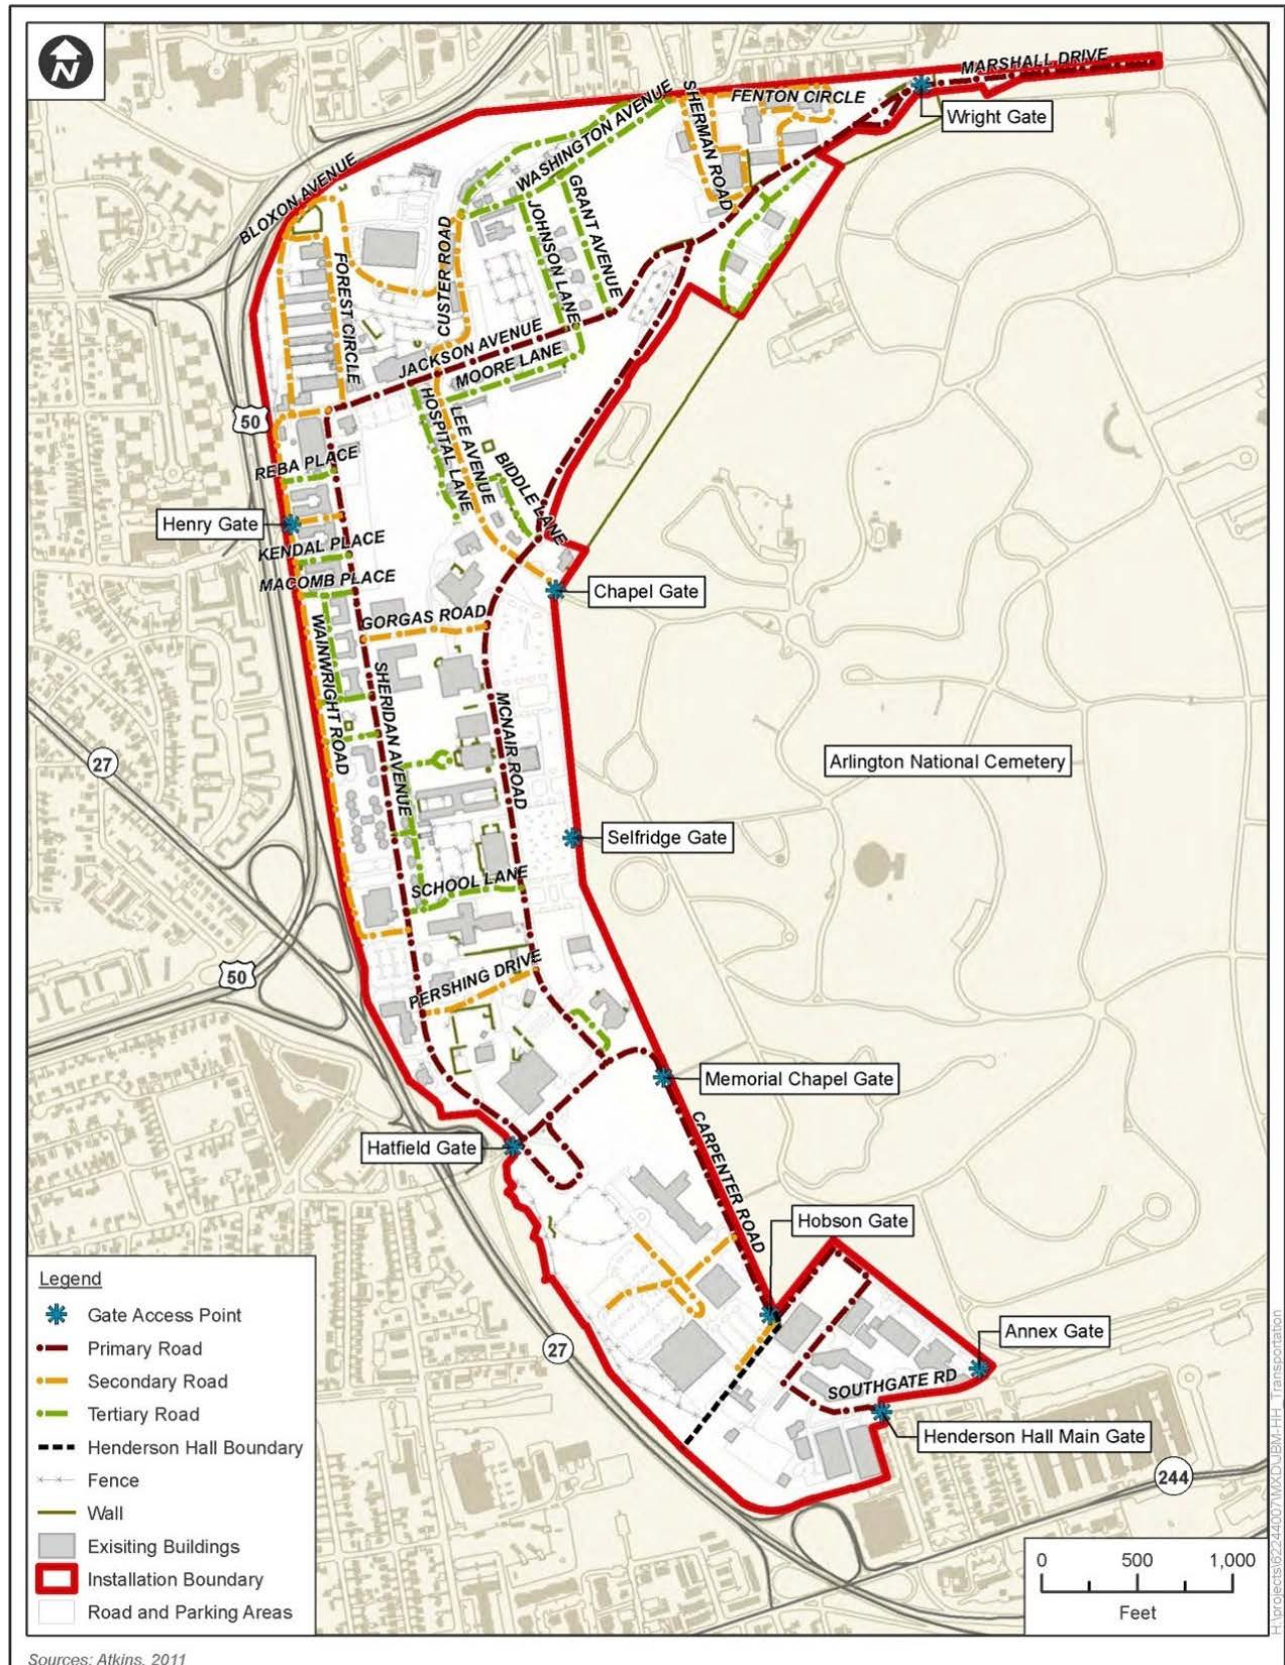 N
MARSHALL DRIVE
FENTON CIRCLE
Wright Gate
SHERMAN ROAD
WASHINGTON AVENUE
BLOXON AVENUE
GRANT AVENUE
JOHNSON LANE
CUSTER ROAD
FOREST CIRCLE
JACKSON AVENUE
MOORE LANE
50
HOSPITAL LANE
LEE AVENUE
BIDDLE LANE
REBA PLACE
Henry Gate
KENDAL PLACE
MACOMB PLACE
Chapel Gate
GORGAS ROAD
WAINWRIGHT ROAD
SHERIDAN AVENUE
MCNAIR ROAD
27
Arlington National Cemetery
Selfridge Gate
SCHOOL LANE
50
PERSHING DRIVE
Memorial Chapel Gate
Hatfield Gate
CARPENTER ROAD
Hobson Gate
27
Annex Gate
SOUTHGATE RD
Henderson Hall Main Gate
244
Legend
Gate Access Point
Primary Road
Secondary Road
Tertiary Road
Henderson Hall Boundary
Fence
Wall
Exisiting Buildings
Installation Boundary
Road and Parking Areas
0 500 1,000
Feet
H:\projects\62244007\MXD\JBM-HH_Transportation
Sources: Atkins, 2011